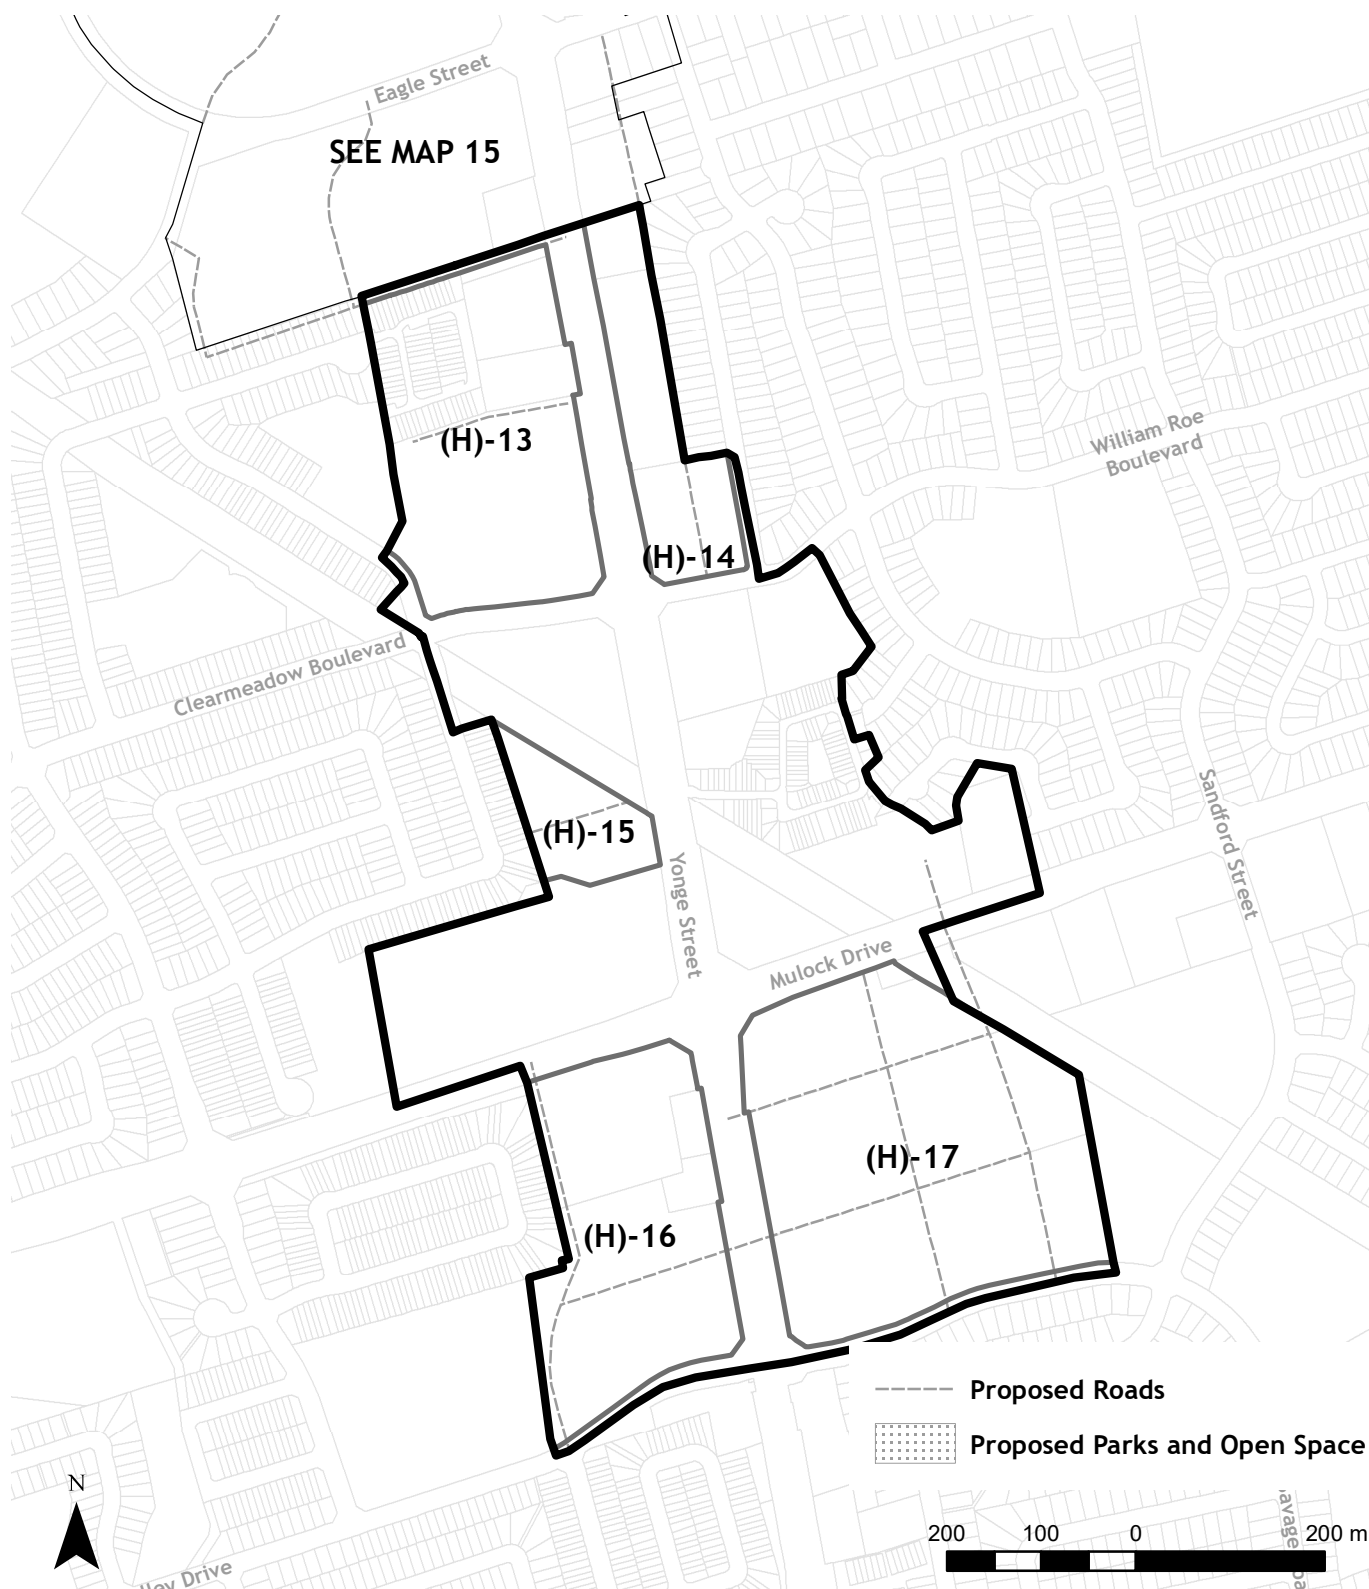 Eagle Street
SEE MAP 15
William Roe
Boulevard
(H)-13
(H)-14
Clearmeadow Boulevard
(H)-15
Yonge Street
Sandford Street
Mulock Drive
(H)-17
(H)-16
Proposed Roads
Proposed Parks and Open Space
N
200 100 0 200 m
Drive